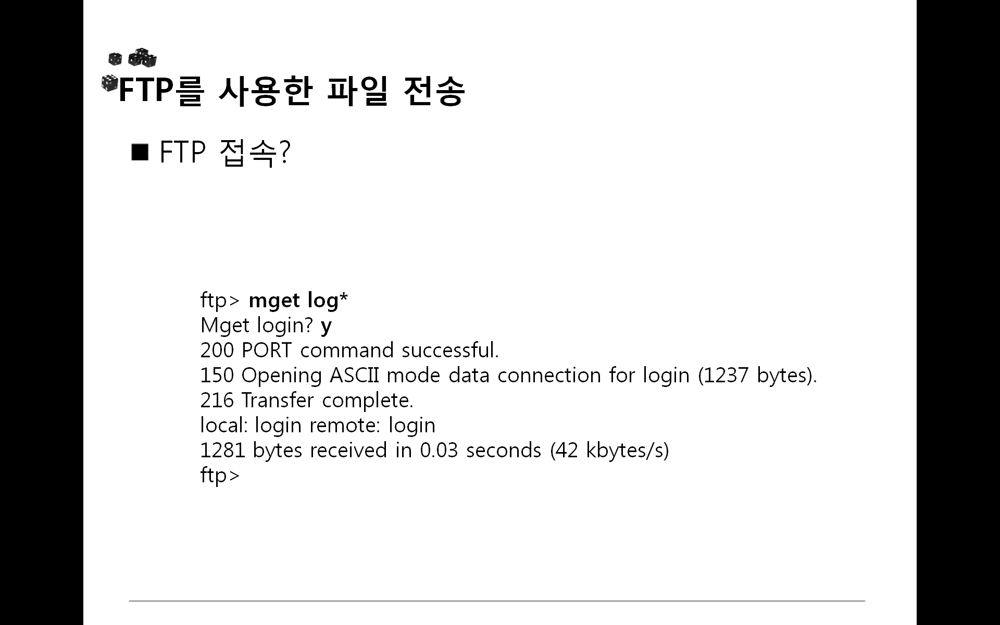 FTP를 사용한 파일 전송
■ FTP 접속?
ftp> mget log*
Mget login? y
200 PORT command successful.
150 Opening ASCII mode data connection for login (1237 bytes).
216 Transfer complete.
local: login remote: login
1281 bytes received in 0.03 seconds (42 kbytes/s)
ftp>